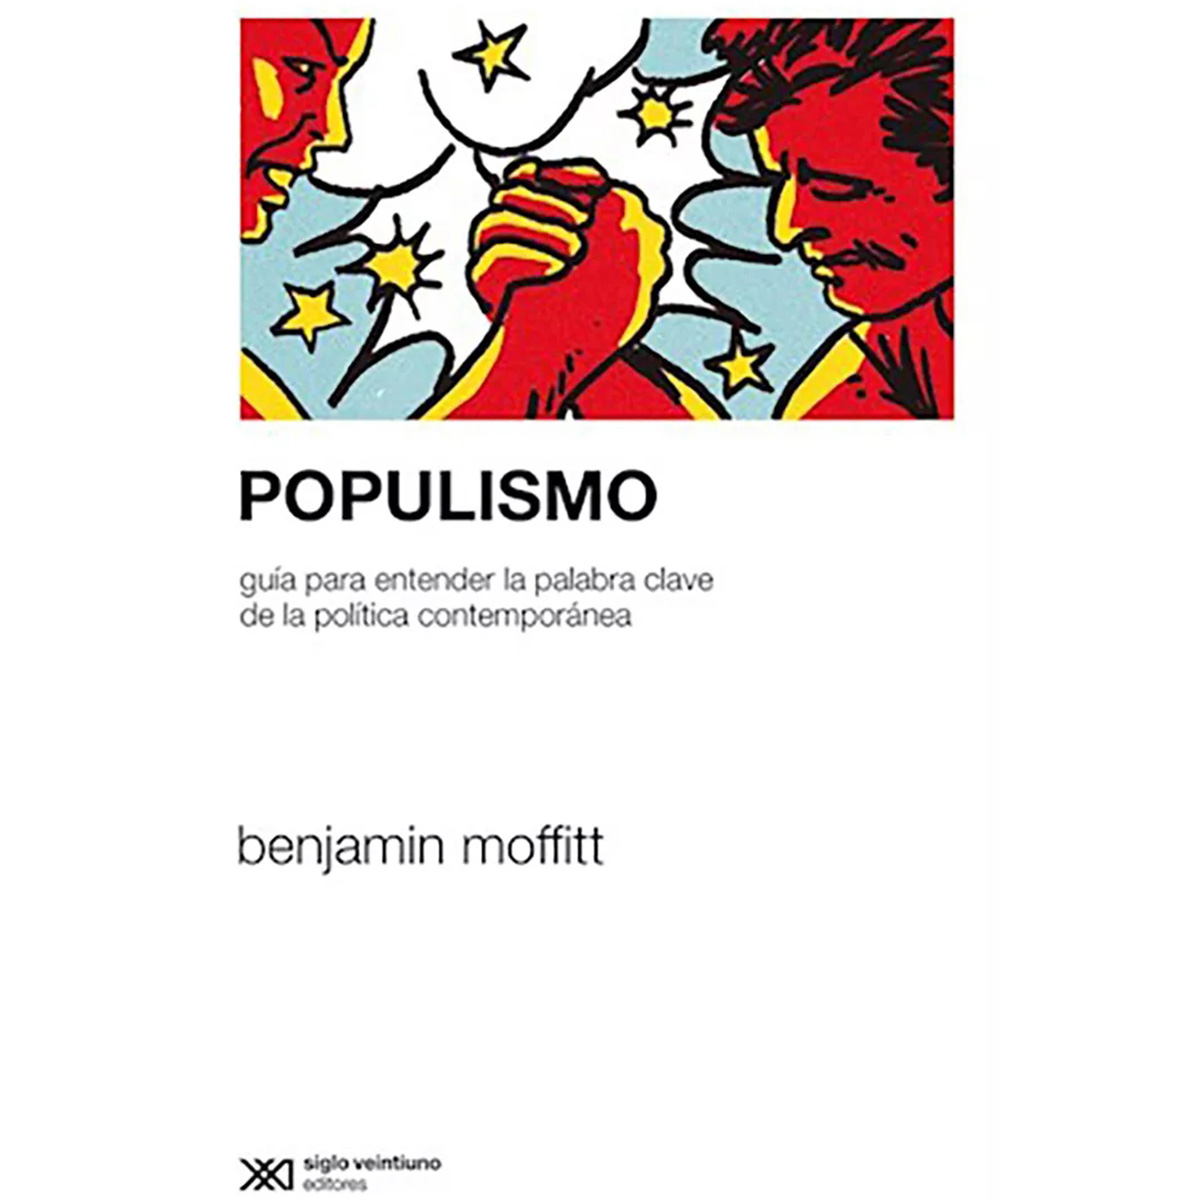 POPULISMO
guía para entender la palabra clave
de la política contemporánea
benjamin moffitt
siglo veintiuno
editores